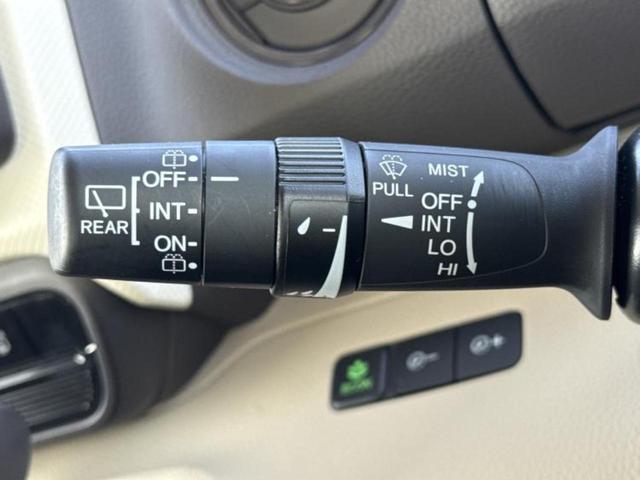 OFF
INT
ON
REAR
PULL
MIST
OFF
INT
LO
HI